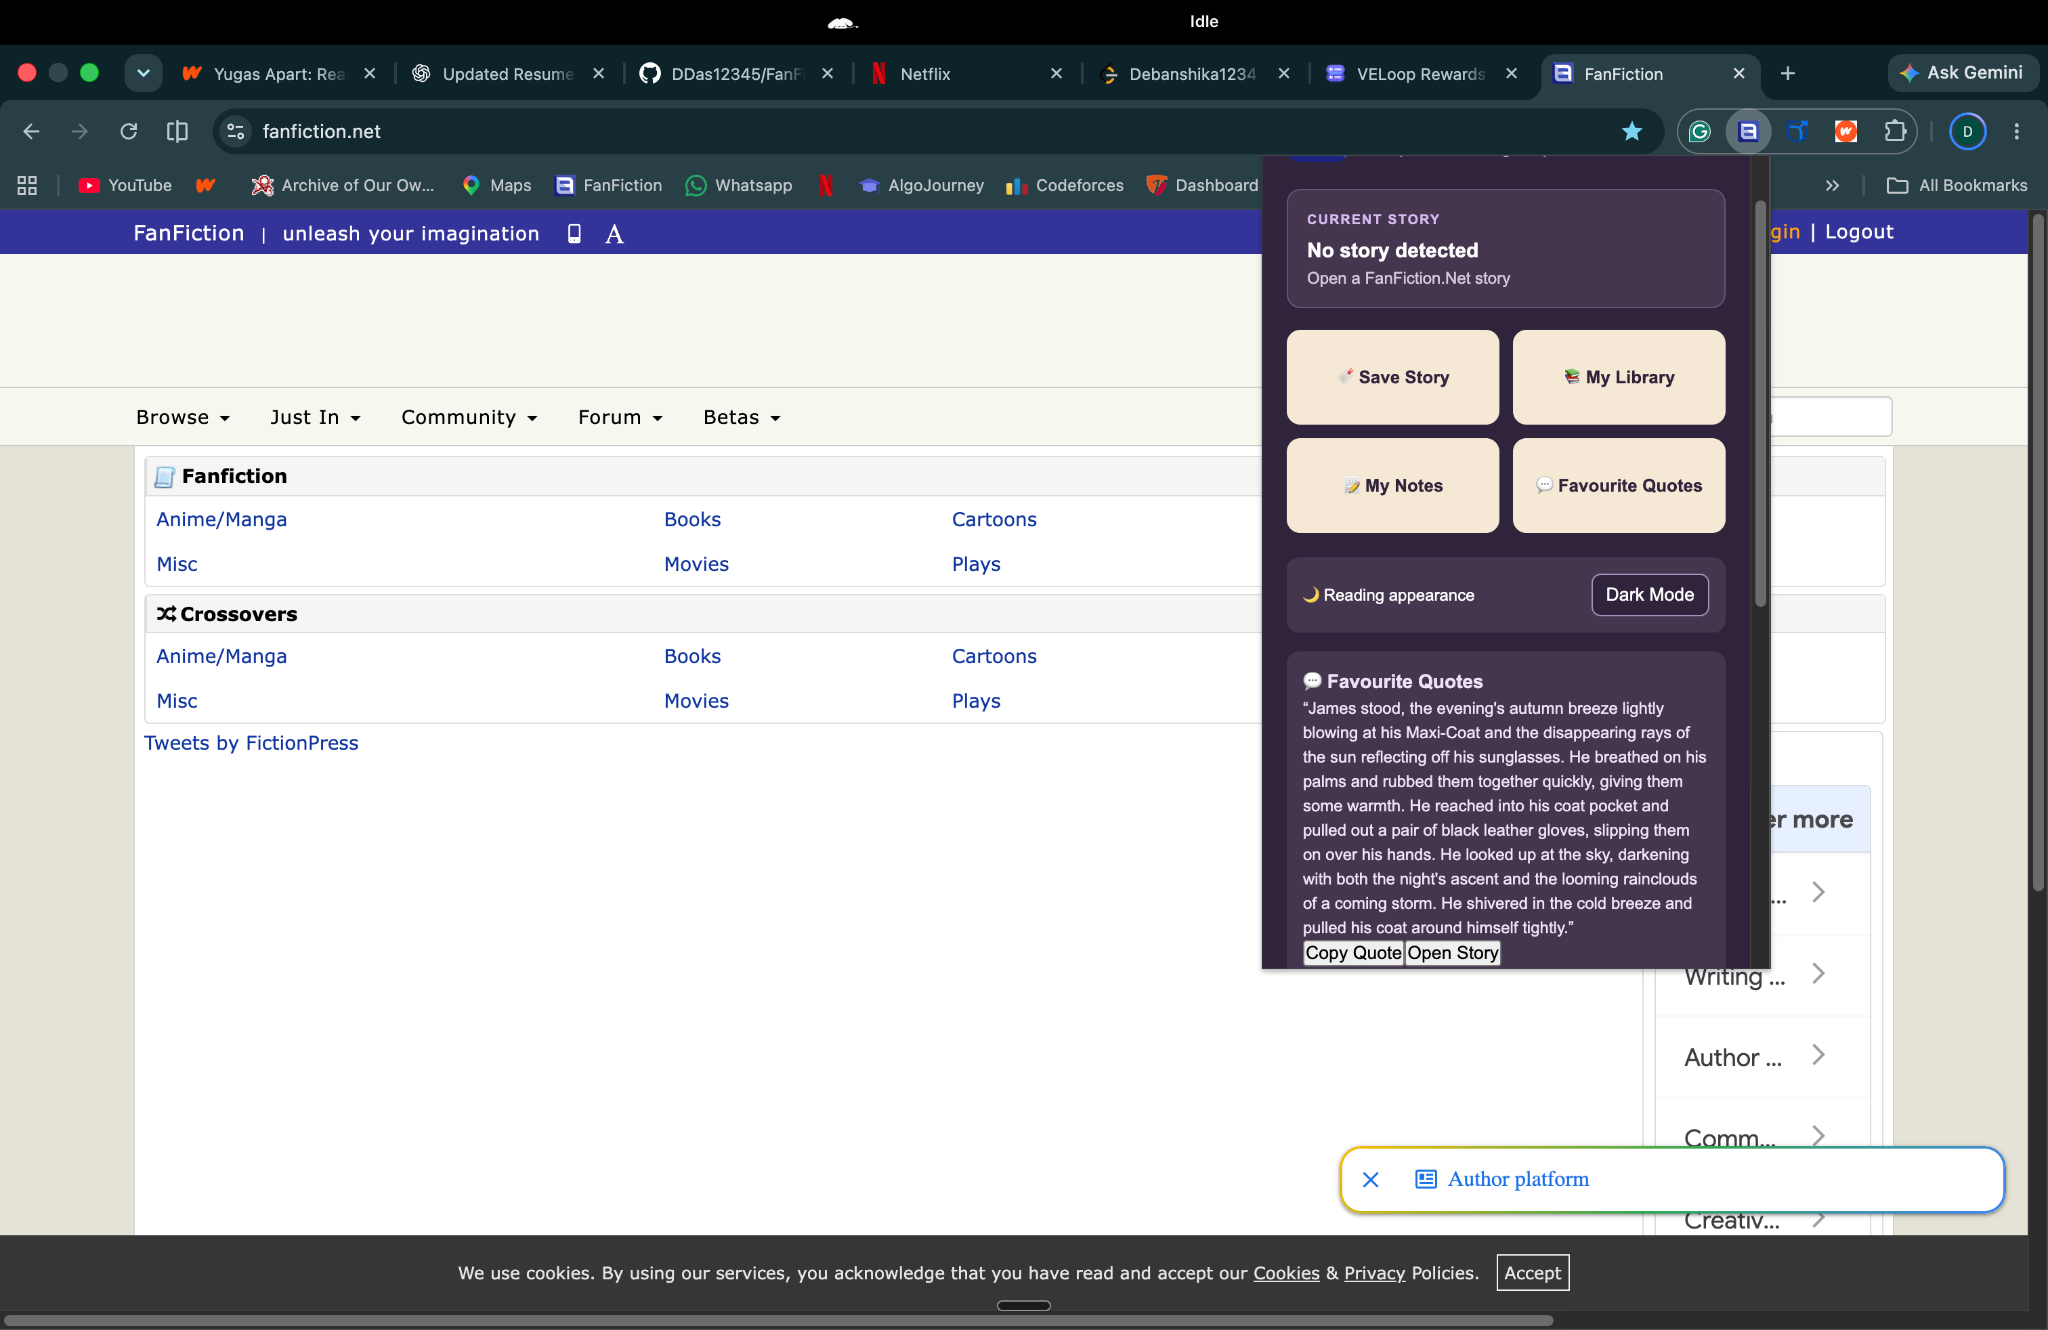 Idle
Yugas Apart: Rea
Updated Resume
DDas12345/FanF
Netflix
Debanshika1234
VELoop Rewards
FanFiction
Ask Gemini
fanfiction.net
D
YouTube
Archive of Our Ow...
Maps
FanFiction
Whatsapp
AlgoJourney
Codeforces
Dashboard
All Bookmarks
FanFiction | unleash your imagination A
gin | Logout
CURRENT STORY
No story detected
Open a FanFiction.Net story
Save Story
My Library
My Notes
Favourite Quotes
Reading appearance
Dark Mode
Favourite Quotes
“James stood, the evening's autumn breeze lightly
blowing at his Maxi-Coat and the disappearing rays of
the sun reflecting off his sunglasses. He breathed on his
palms and rubbed them together quickly, giving them
some warmth. He reached into his coat pocket and
pulled out a pair of black leather gloves, slipping them
on over his hands. He looked up at the sky, darkening
with both the night's ascent and the looming rainclouds
of a coming storm. He shivered in the cold breeze and
pulled his coat around himself tightly.”
Copy Quote Open Story
Browse
Just In
Community
Forum
Betas
Fanfiction
Anime/Manga Books Cartoons
Misc Movies Plays
Crossovers
Anime/Manga Books Cartoons
Misc Movies Plays
Tweets by FictionPress
er more
...
Writing ...
Author ...
Comm...
Creativ...
Author platform
We use cookies. By using our services, you acknowledge that you have read and accept our Cookies & Privacy Policies. Accept